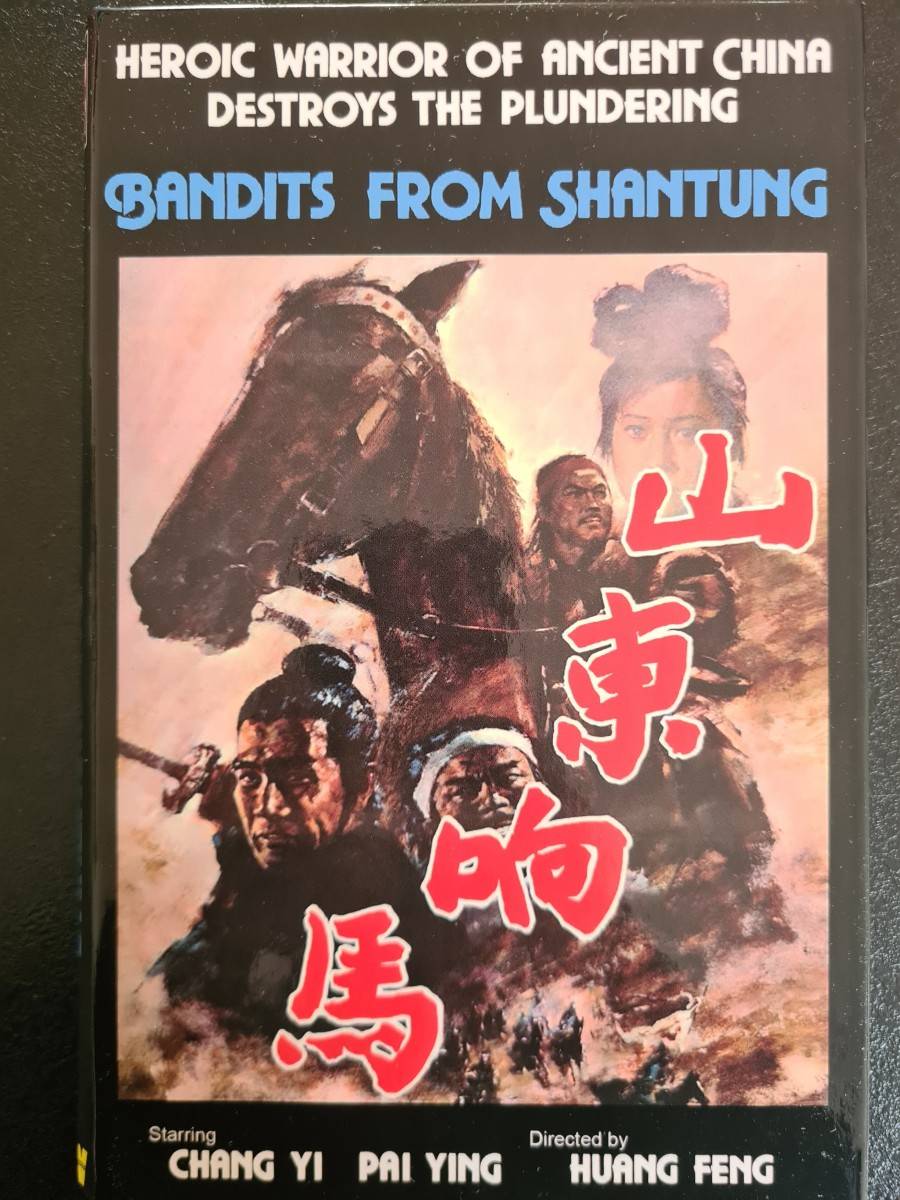 HEROIC WARRIOR OF ANCIENT CHINA
DESTROYS THE PLUNDERING
BANDITS FROM SHANTUNG
山東响馬
Starring
CHANG YI PAI YING
Directed by
HUANG FENG